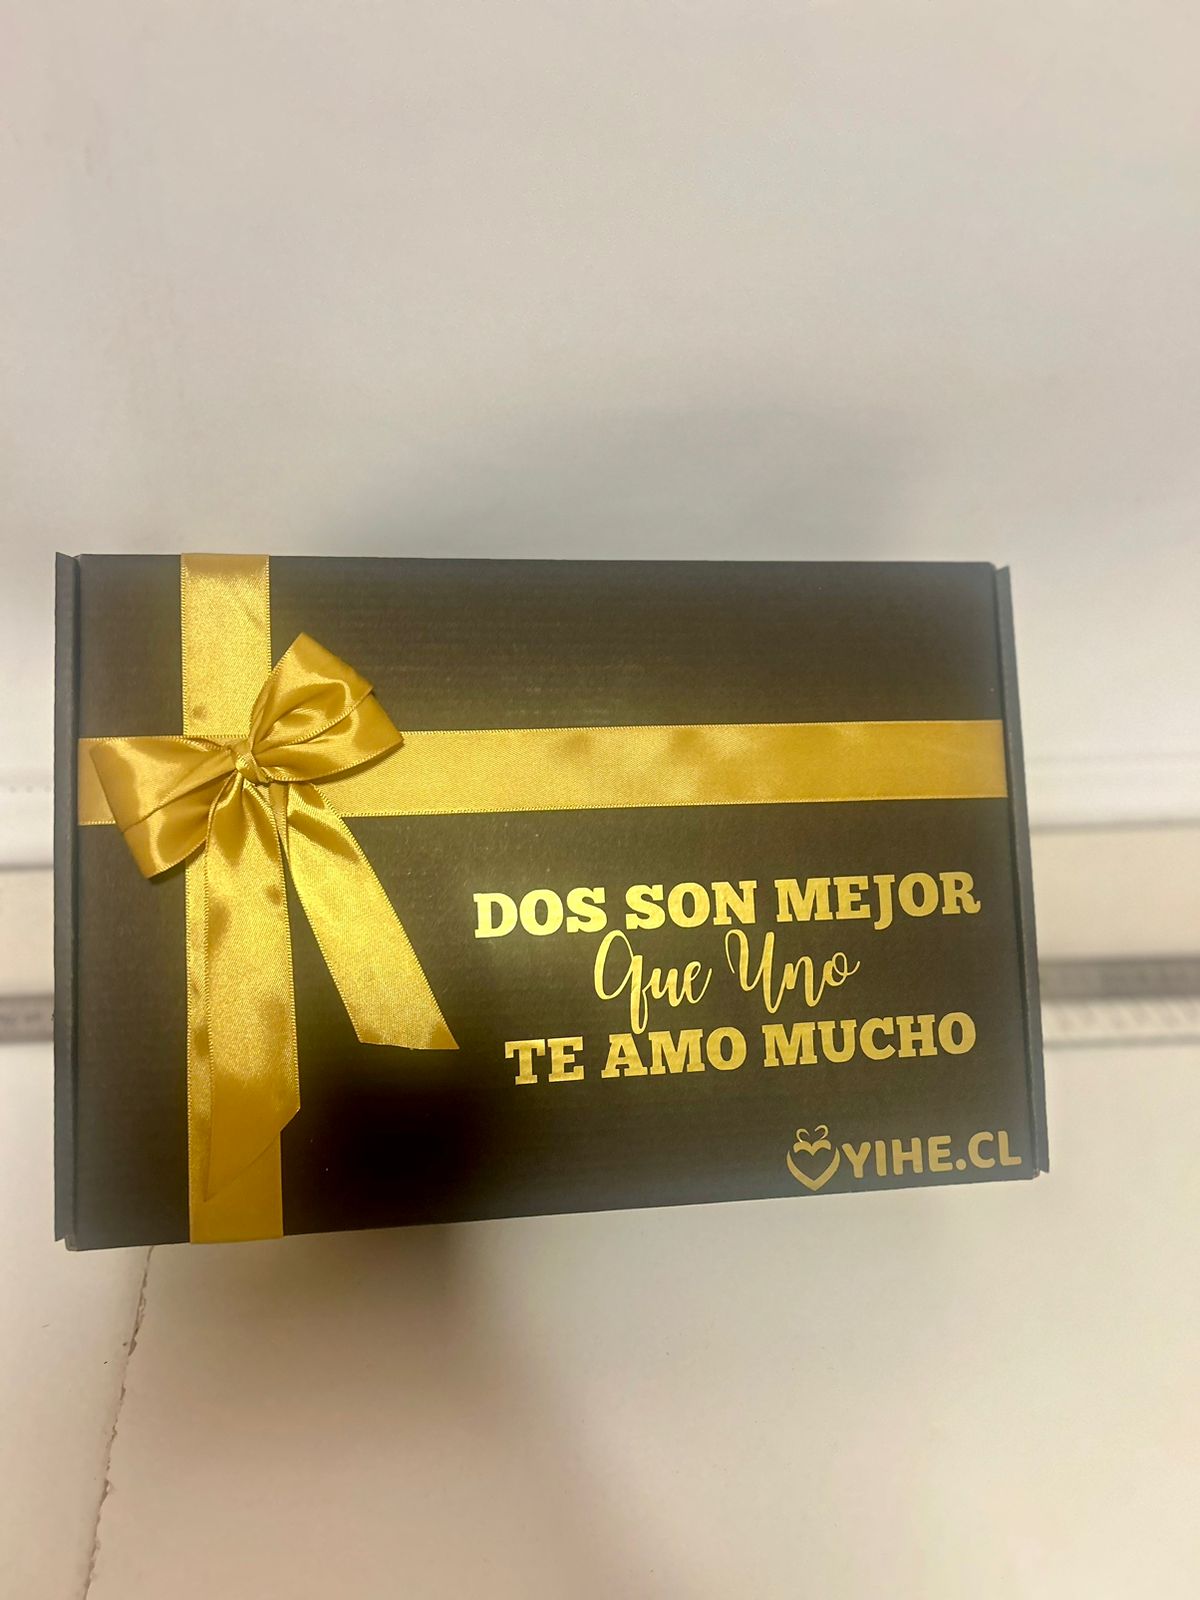 DOS SON MEJOR
Que Uno
TE AMO MUCHO
YIHE.CL